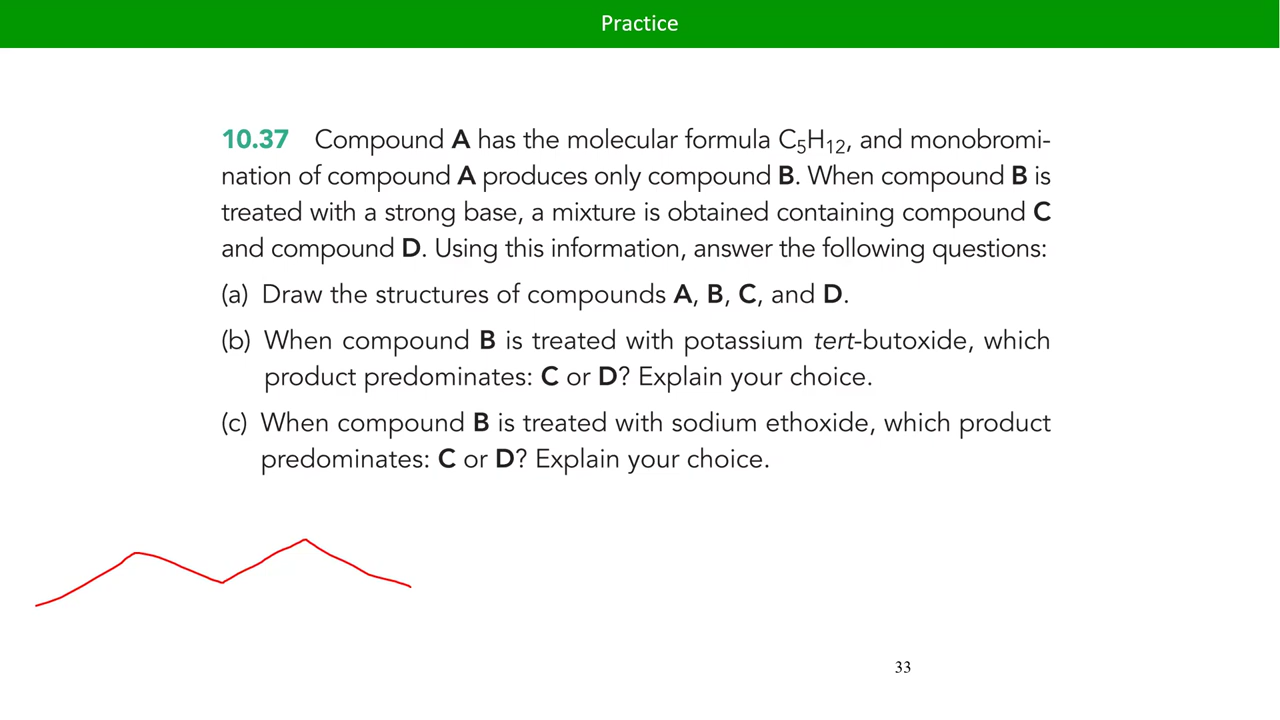 Practice
10.37 Compound A has the molecular formula C₅H₁₂, and monobromi-
nation of compound A produces only compound B. When compound B is
treated with a strong base, a mixture is obtained containing compound C
and compound D. Using this information, answer the following questions:
(a) Draw the structures of compounds A, B, C, and D.
(b) When compound B is treated with potassium tert-butoxide, which
product predominates: C or D? Explain your choice.
(c) When compound B is treated with sodium ethoxide, which product
predominates: C or D? Explain your choice.
33